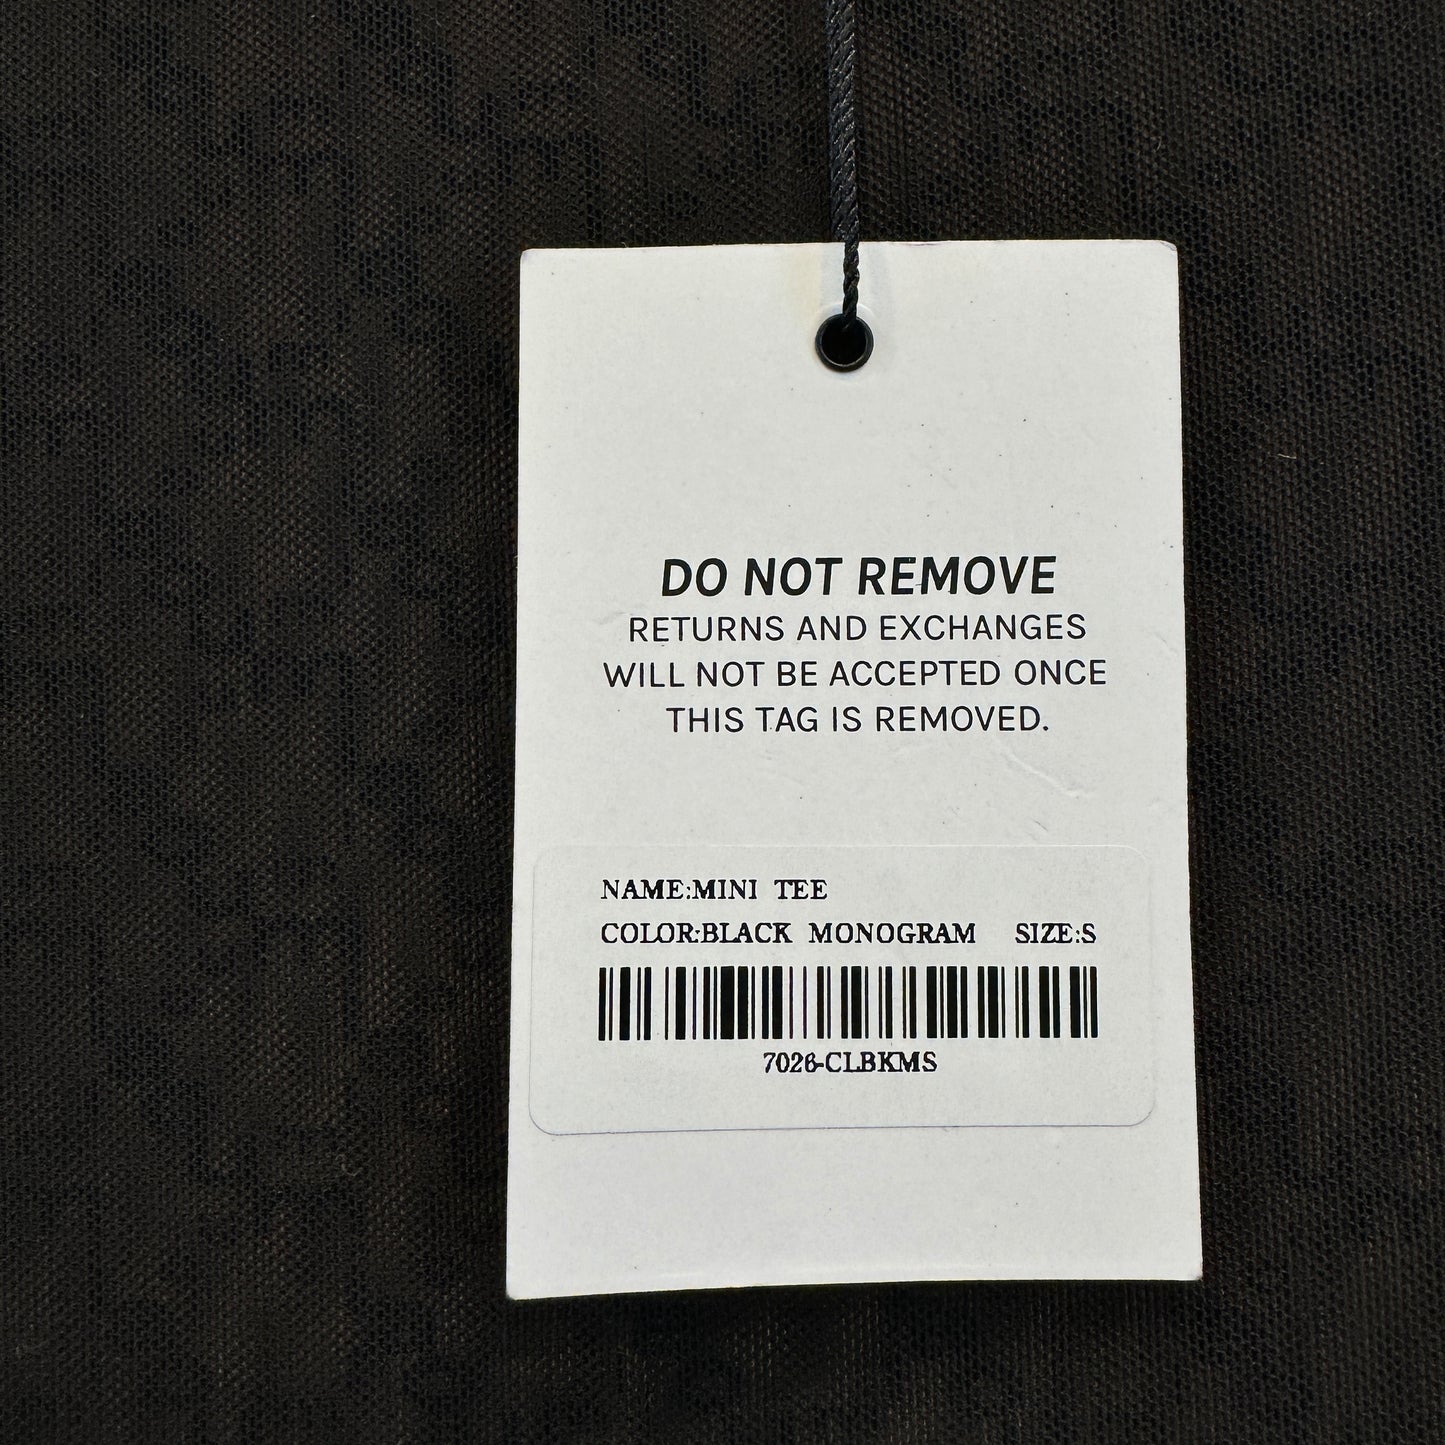 DO NOT REMOVE
RETURNS AND EXCHANGES
WILL NOT BE ACCEPTED ONCE
THIS TAG IS REMOVED.
NAME:MINI TEE
COLOR:BLACK MONOGRAM SIZE:S
7026-CLBKMS